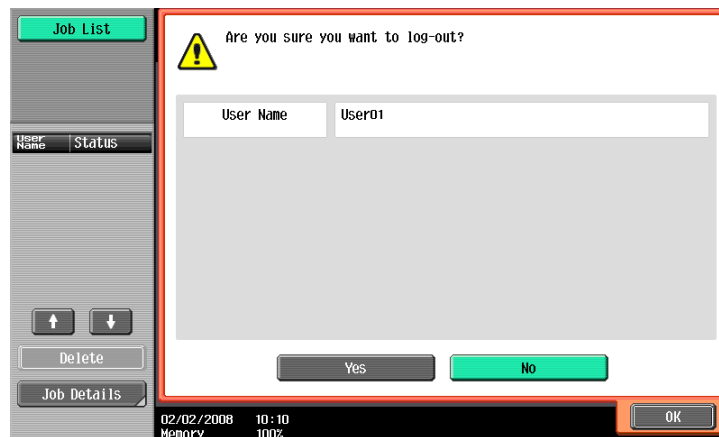 Job List
Are you sure you want to log-out?
User Name
User01
User Name
Status
Yes
No
Delete
Job Details
02/02/2008 10:10
Memory 100%
OK